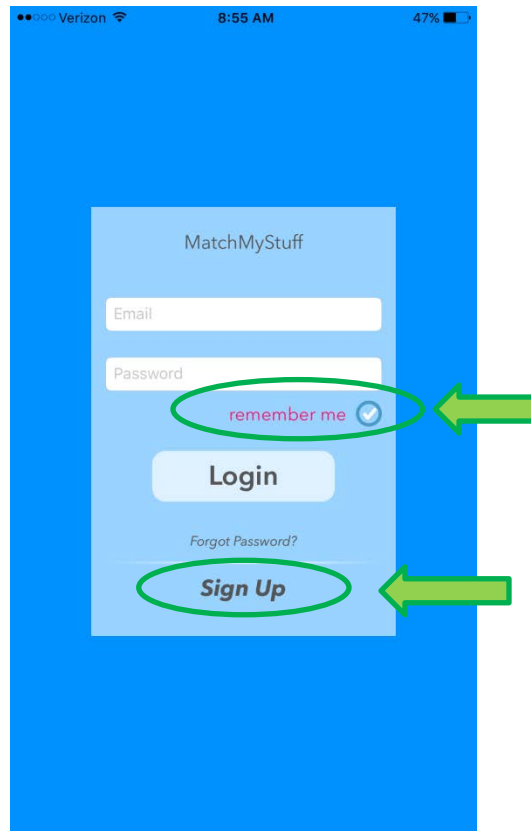 Verizon 8:55 AM 47%
MatchMyStuff
Email
Password
remember me
Login
Forgot Password?
Sign Up